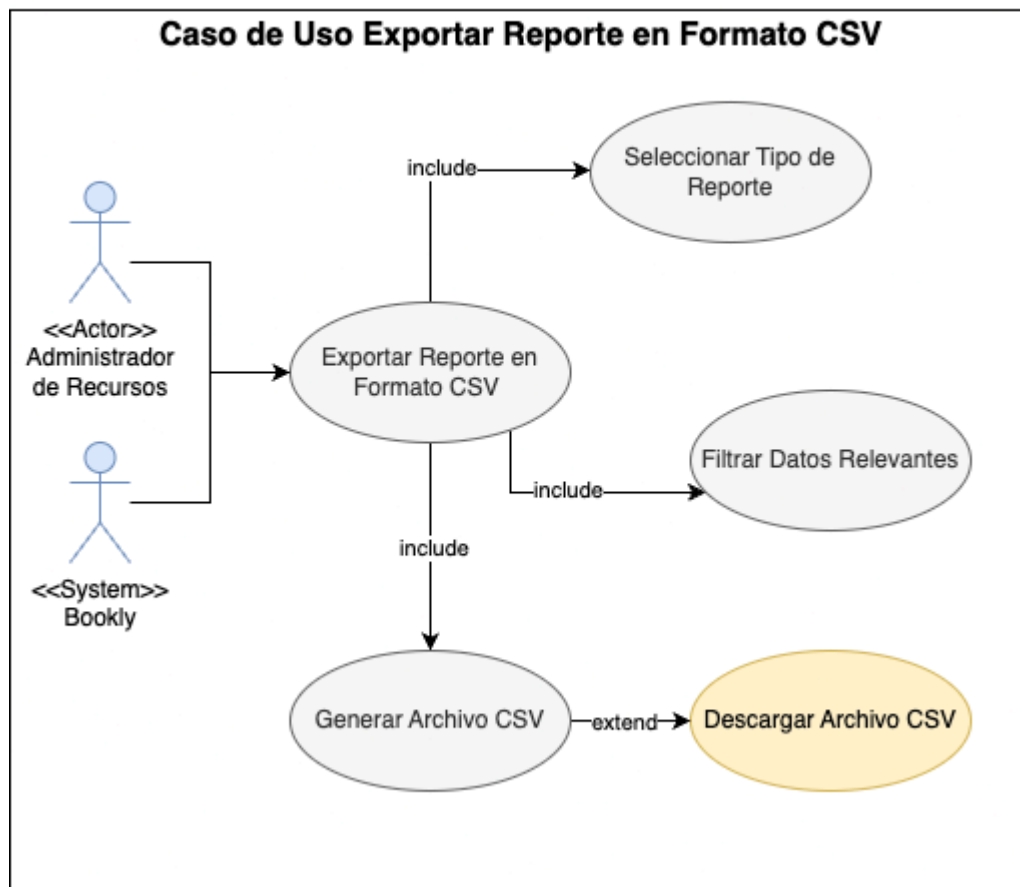 Caso de Uso Exportar Reporte en Formato CSV
include
Seleccionar Tipo de
Reporte
<<Actor>>
Administrador
de Recursos
Exportar Reporte en
Formato CSV
Filtrar Datos Relevantes
include
include
<<System>>
Bookly
Generar Archivo CSV
extend
Descargar Archivo CSV